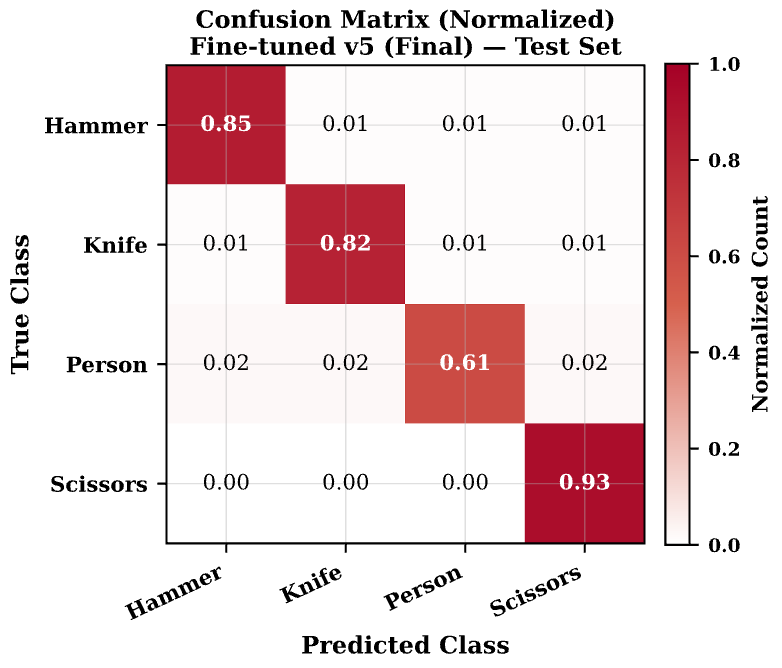 Confusion Matrix (Normalized)
Fine-tuned v5 (Final) — Test Set
Hammer 0.85 0.01 0.01 0.01
Knife 0.01 0.82 0.01 0.01
Person 0.02 0.02 0.61 0.02
Scissors 0.00 0.00 0.00 0.93
Hammer Knife Person Scissors
Predicted Class
True Class
1.0
0.8
0.6
0.4
0.2
0.0
Normalized Count